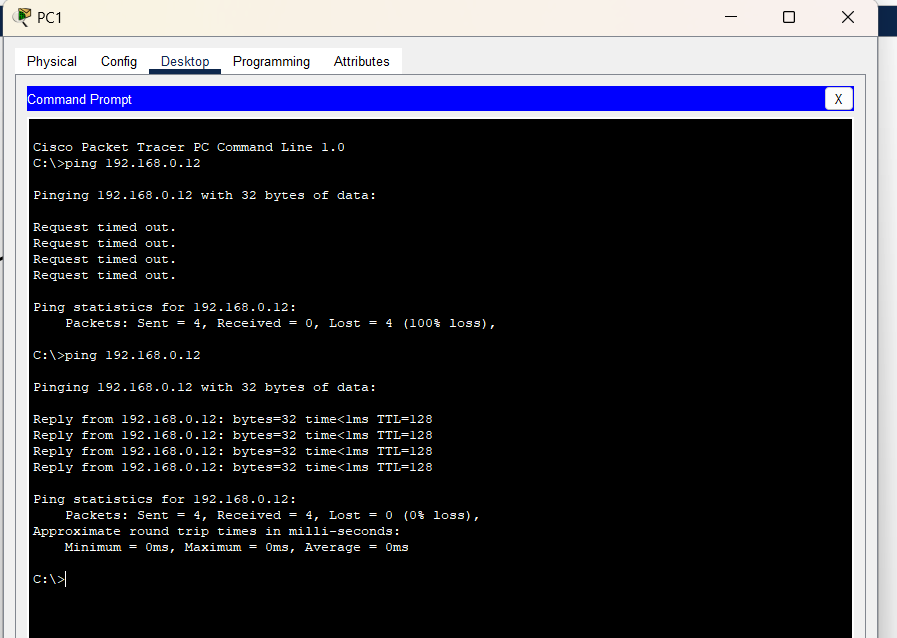 PC1
Physical Config Desktop Programming Attributes
Command Prompt X
Cisco Packet Tracer PC Command Line 1.0
C:\>ping 192.168.0.12
Pinging 192.168.0.12 with 32 bytes of data:
Request timed out.
Request timed out.
Request timed out.
Request timed out.
Ping statistics for 192.168.0.12:
    Packets: Sent = 4, Received = 0, Lost = 4 (100% loss),
C:\>ping 192.168.0.12
Pinging 192.168.0.12 with 32 bytes of data:
Reply from 192.168.0.12: bytes=32 time<1ms TTL=128
Reply from 192.168.0.12: bytes=32 time<1ms TTL=128
Reply from 192.168.0.12: bytes=32 time<1ms TTL=128
Reply from 192.168.0.12: bytes=32 time<1ms TTL=128
Ping statistics for 192.168.0.12:
    Packets: Sent = 4, Received = 4, Lost = 0 (0% loss),
Approximate round trip times in milli-seconds:
    Minimum = 0ms, Maximum = 0ms, Average = 0ms
C:\>